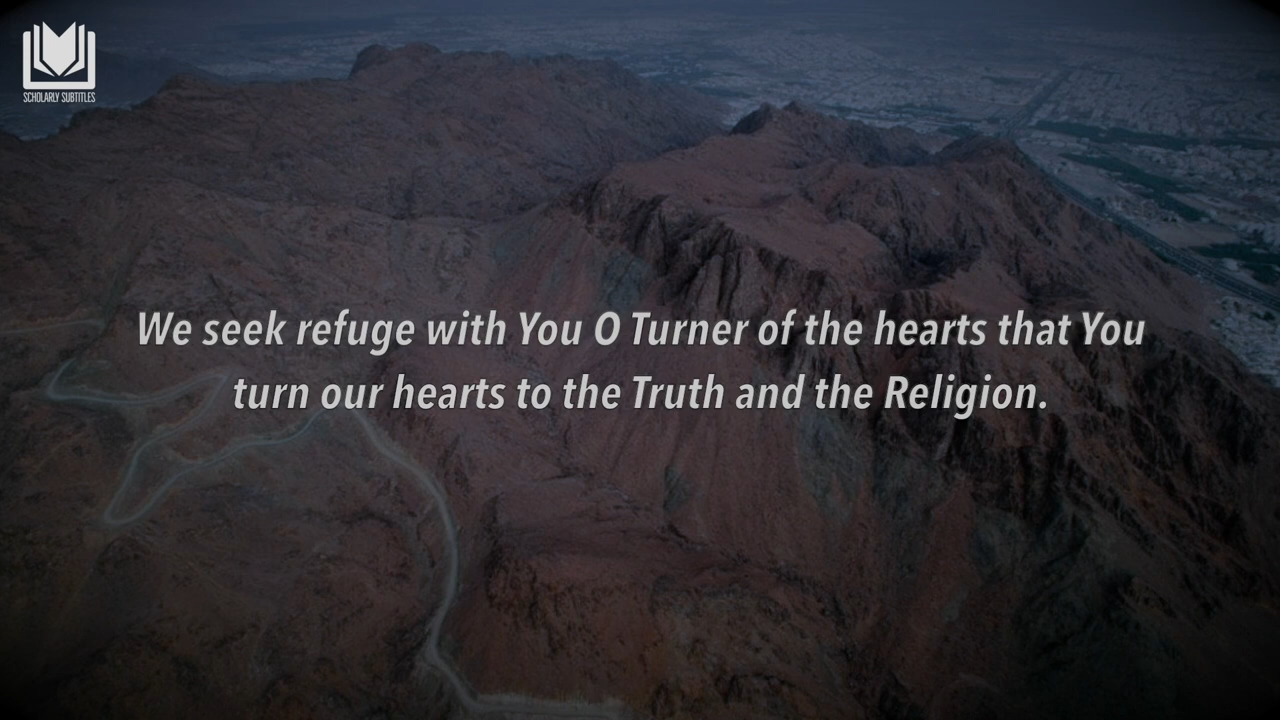 SCHOLARLY SUBTITLES
We seek refuge with You O Turner of the hearts that You
turn our hearts to the Truth and the Religion.